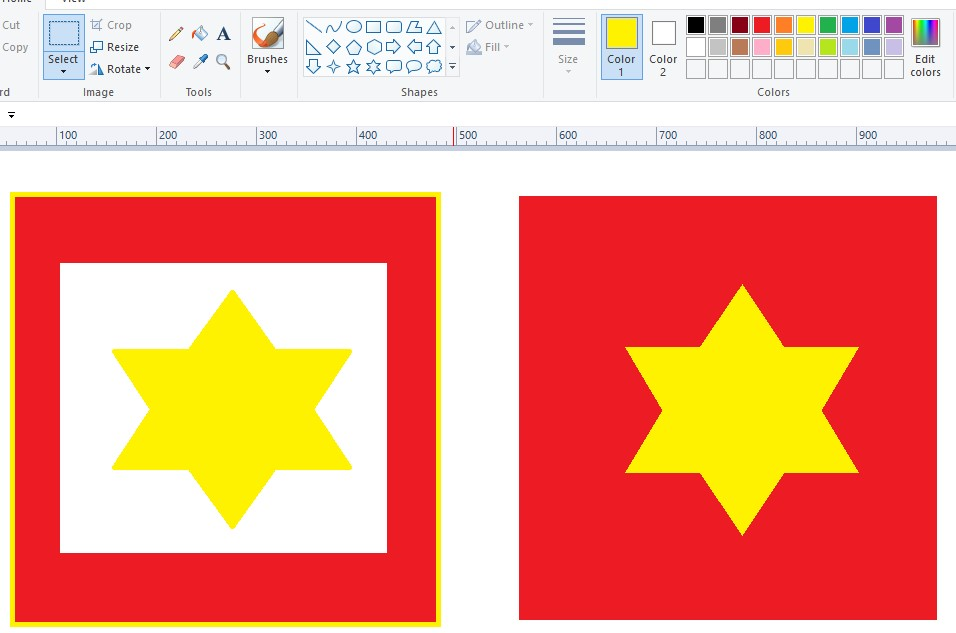 View
Cut
Copy
Select
Crop
Resize
Rotate
Image
A
Tools
Brushes
Shapes
Outline
Fill
Size
Color
1
Color
2
Edit
colors
Colors
100 200 300 400 500 600 700 800 900